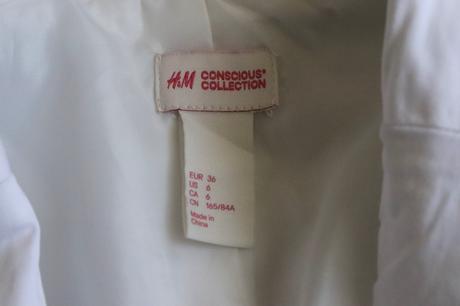 H&M CONSCIOUS*
COLLECTION
EUR 36
US 6
CA 6
CN 165/84A
Made in
China